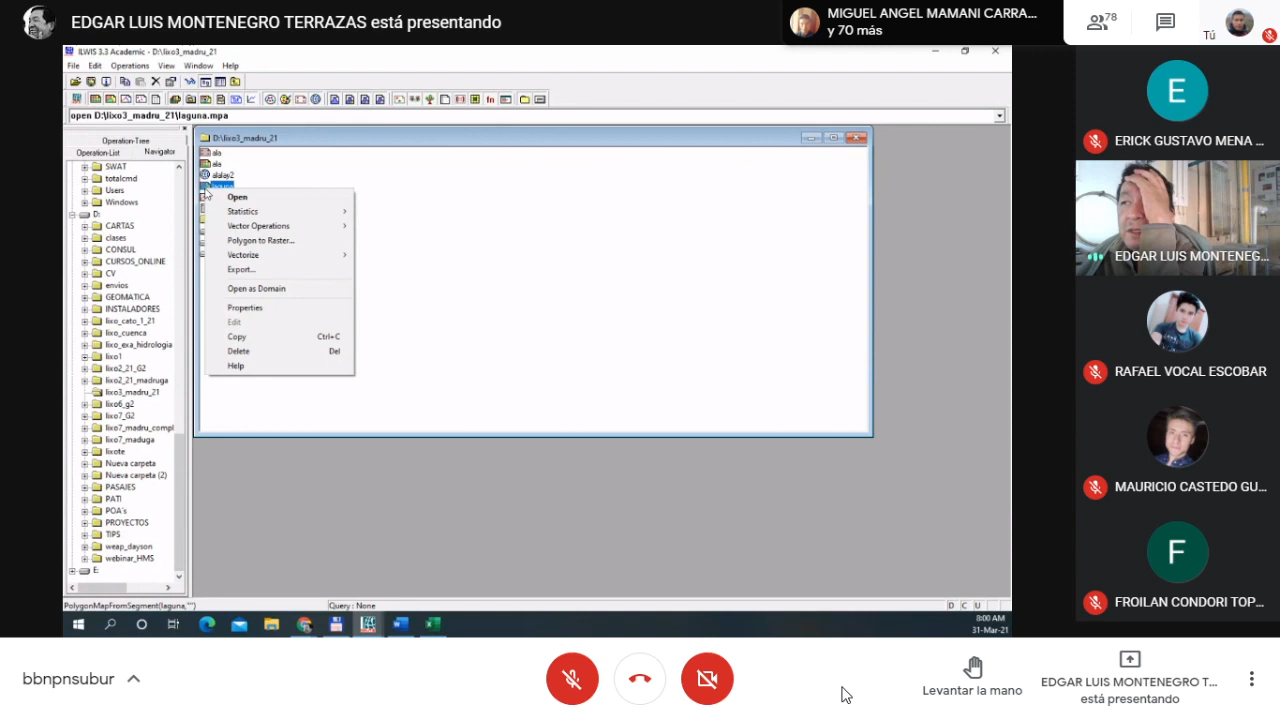 EDGAR LUIS MONTENEGRO TERRAZAS está presentando
MIGUEL ANGEL MAMANI CARRA...
y 70 más
78
Tú
ILWIS 3.3 Academic - D:\lixo3_madru_21
File Edit Operations View Window Help
open D:\lixo3_madru_21\laguna.mpa
Operation-Tree
Operation-List Navigator
SWAT
totalcmd
Users
Windows
D:
CARTAS
clases
CONSUL
CURSOS_ONLINE
CV
envios
GEOMATICA
INSTALADORES
lixo_cato_1_21
lixo_cuenca
lixo_exa_hidrologia
lixo1
lixo2_21_G2
lixo2_21_madruga
lixo3_madru_21
lixo6_g2
lixo7_G2
lixo7_madru_compl
lixo7_maduga
lixote
Nueva carpeta
Nueva carpeta (2)
PASAJES
PATI
POA's
PROYECTOS
TIPS
weap_dayson
webinar_HMS
E:
D:\lixo3_madru_21
ala
ala
alalay2
laguna
Open
Statistics
Vector Operations
Polygon to Raster...
Vectorize
Export...
Open as Domain
Properties
Edit
Copy Ctrl+C
Delete Del
Help
PolygonMapFromSegment(laguna,"")
Query : None
D C U
8:00 AM
31-Mar-21
E
ERICK GUSTAVO MENA ...
EDGAR LUIS MONTENEG...
RAFAEL VOCAL ESCOBAR
MAURICIO CASTEDO GU...
F
FROILAN CONDORI TOP...
bbnpnsubur
Levantar la mano
EDGAR LUIS MONTENEGRO T...
está presentando